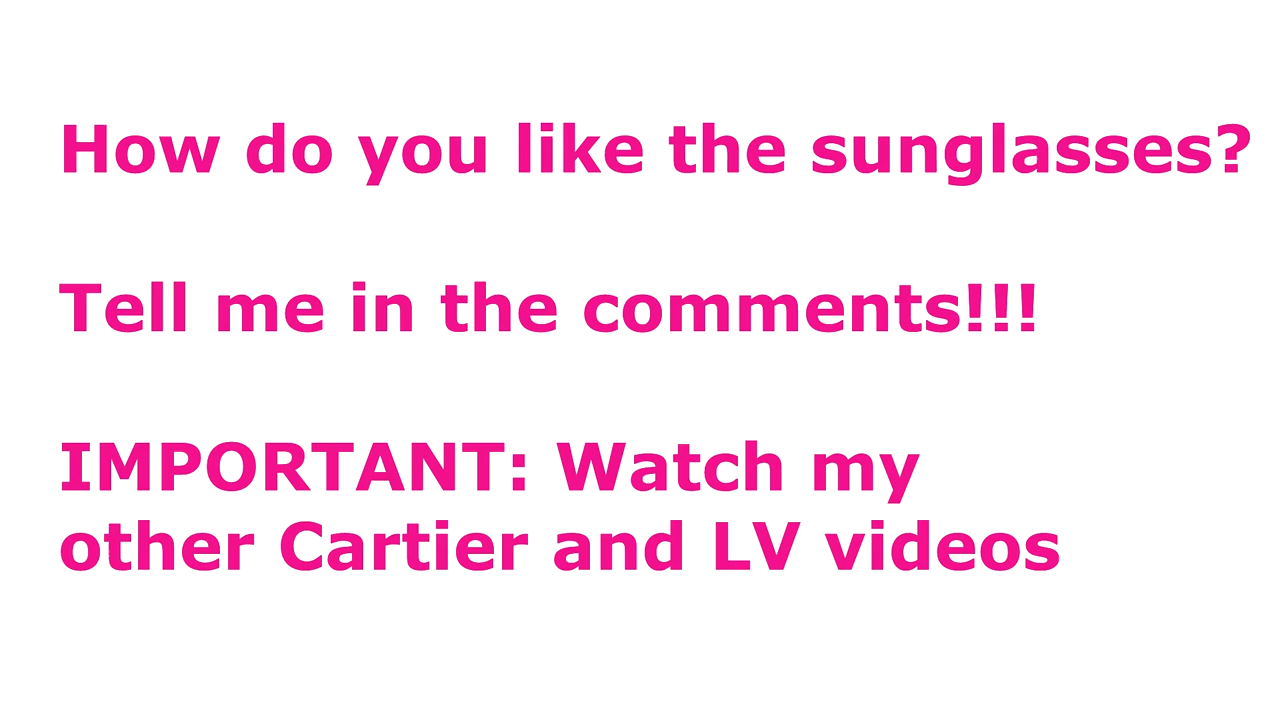 How do you like the sunglasses?
Tell me in the comments!!!
IMPORTANT: Watch my
other Cartier and LV videos